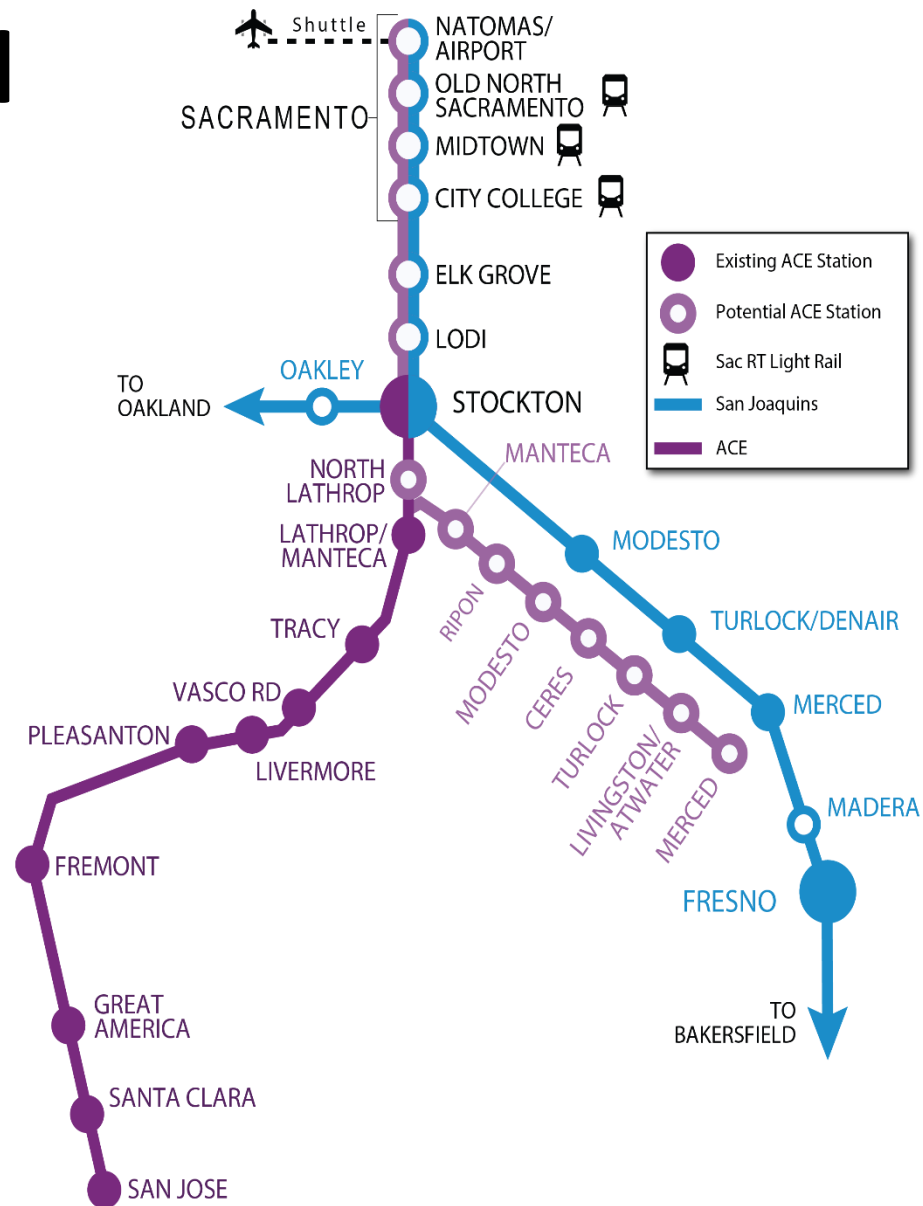 Shuttle
NATOMAS/
AIRPORT
OLD NORTH
SACRAMENTO
SACRAMENTO
MIDTOWN
CITY COLLEGE
ELK GROVE
LODI
Existing ACE Station
Potential ACE Station
Sac RT Light Rail
San Joaquins
ACE
OAKLEY
TO
OAKLAND
STOCKTON
MANTECA
NORTH
LATHROP
LATHROP/
MANTECA
MODESTO
RIPON
TRACY
MODESTO
TURLOCK/DENAIR
CERES
VASCO RD
TURLOCK
MERCED
PLEASANTON
LIVERMORE
LIVINGSTON/
ATWATER
MERCED
MADERA
FREMONT
FRESNO
GREAT
AMERICA
TO
BAKERSFIELD
SANTA CLARA
SAN JOSE